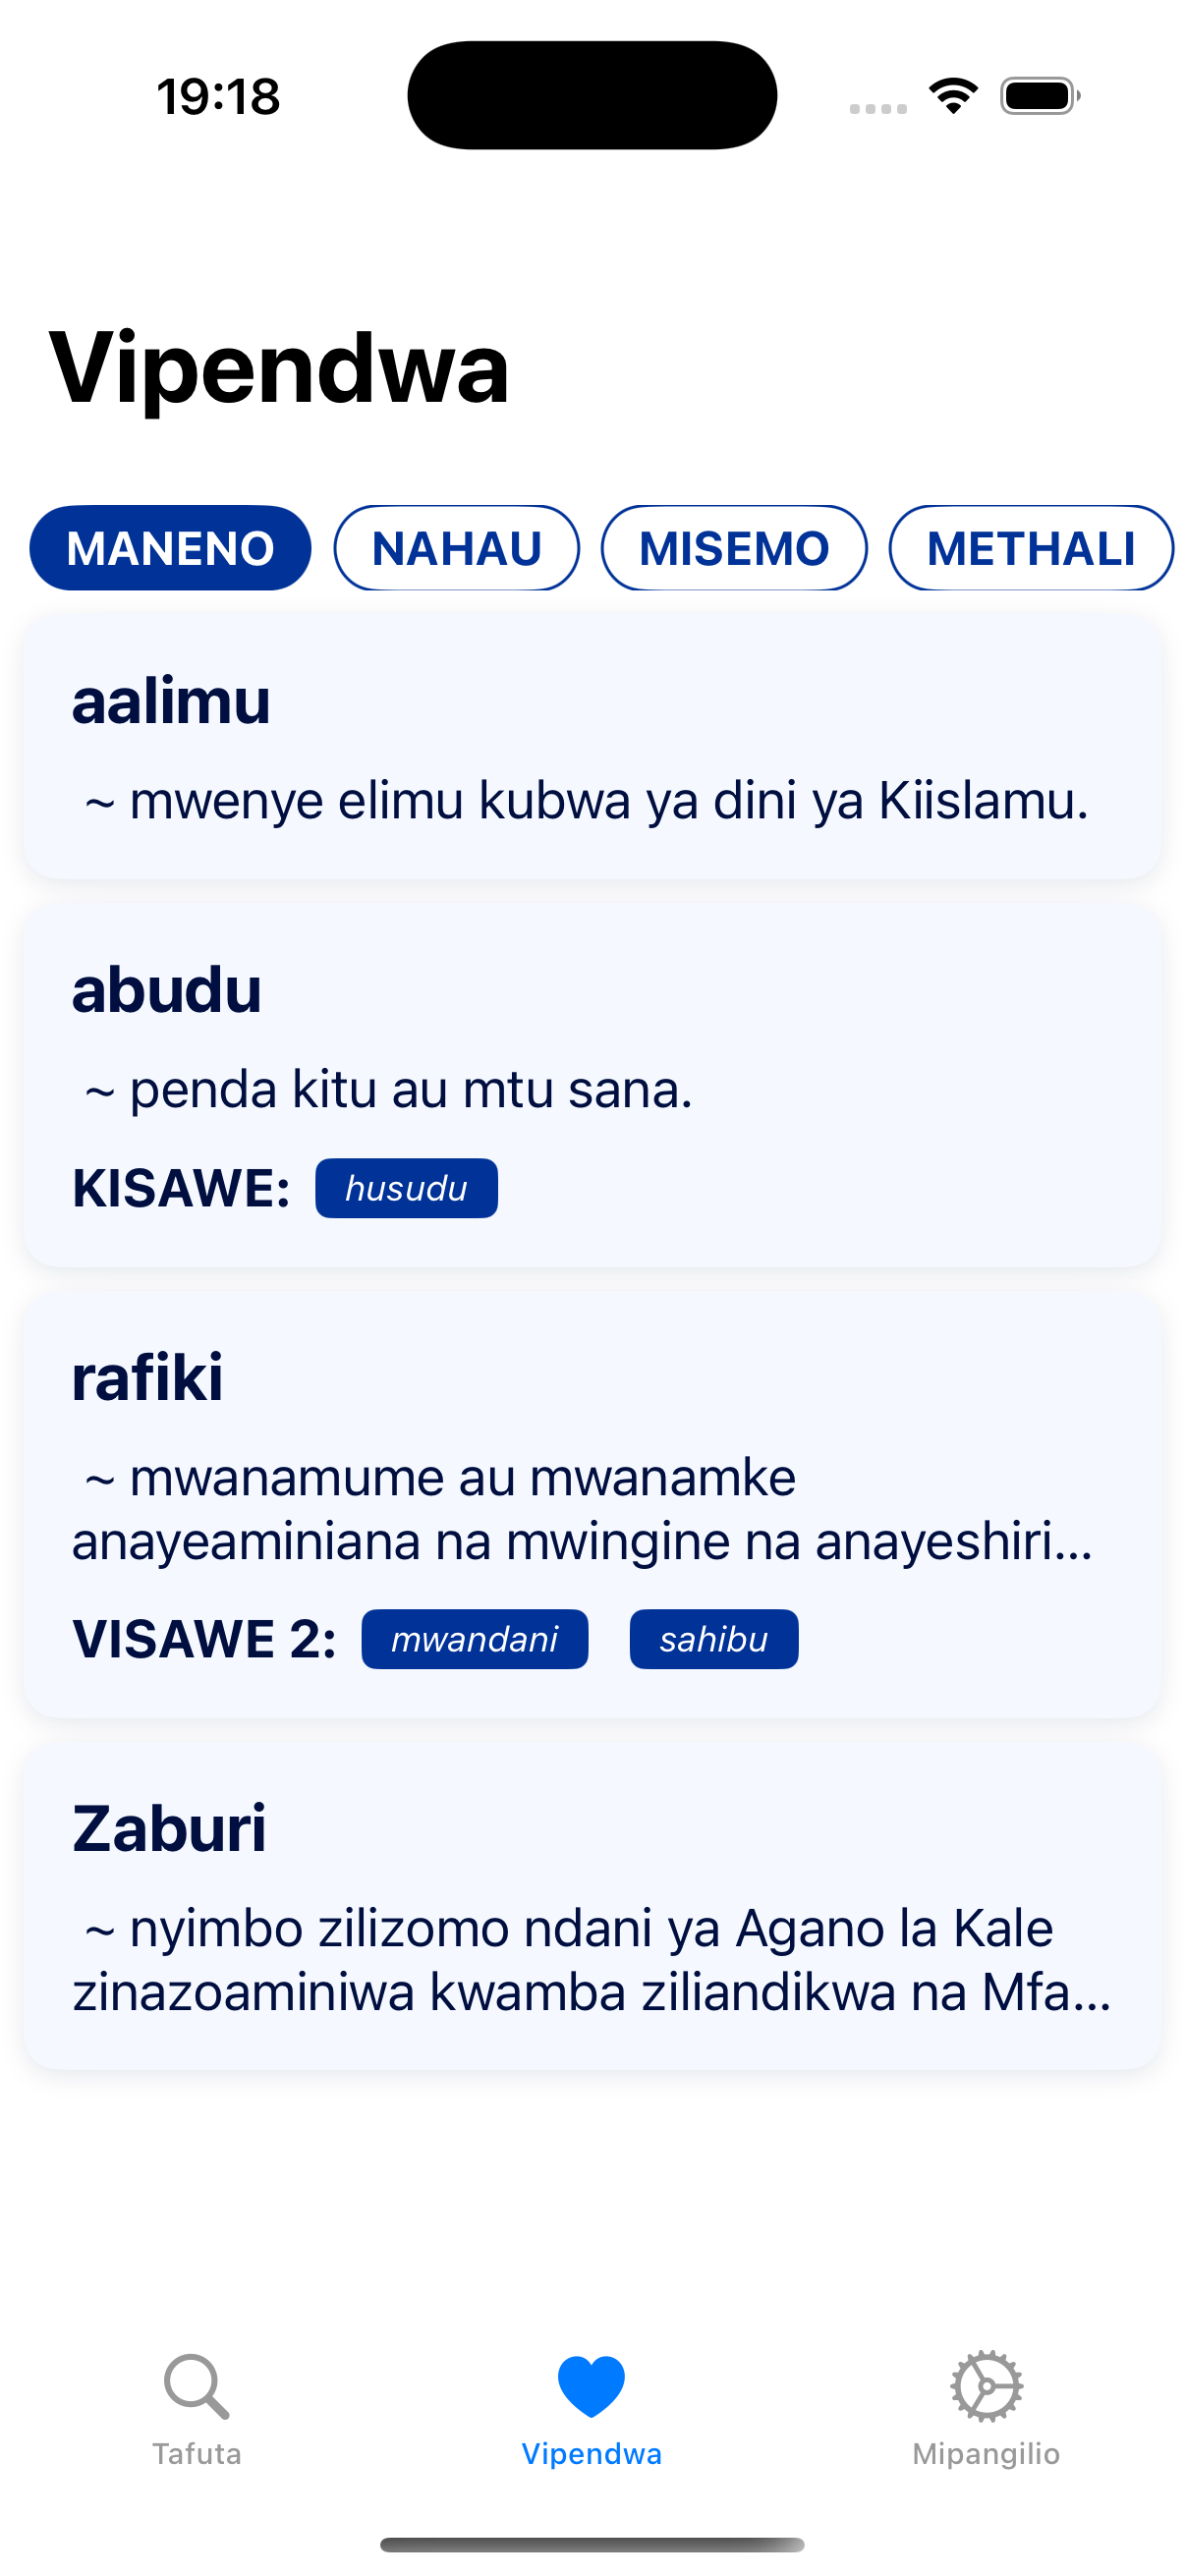 19:18
Vipendwa
MANENO NAHAU MISEMO METHALI
aalimu
~ mwenye elimu kubwa ya dini ya Kiislamu.
abudu
~ penda kitu au mtu sana.
KISAWE: husudu
rafiki
~ mwanamume au mwanamke
anayeaminiana na mwingine na anayeshiri...
VISAWE 2: mwandani sahibu
Zaburi
~ nyimbo zilizomo ndani ya Agano la Kale
zinazoaminiwa kwamba ziliandikwa na Mfa...
Tafuta Vipendwa Mipangilio